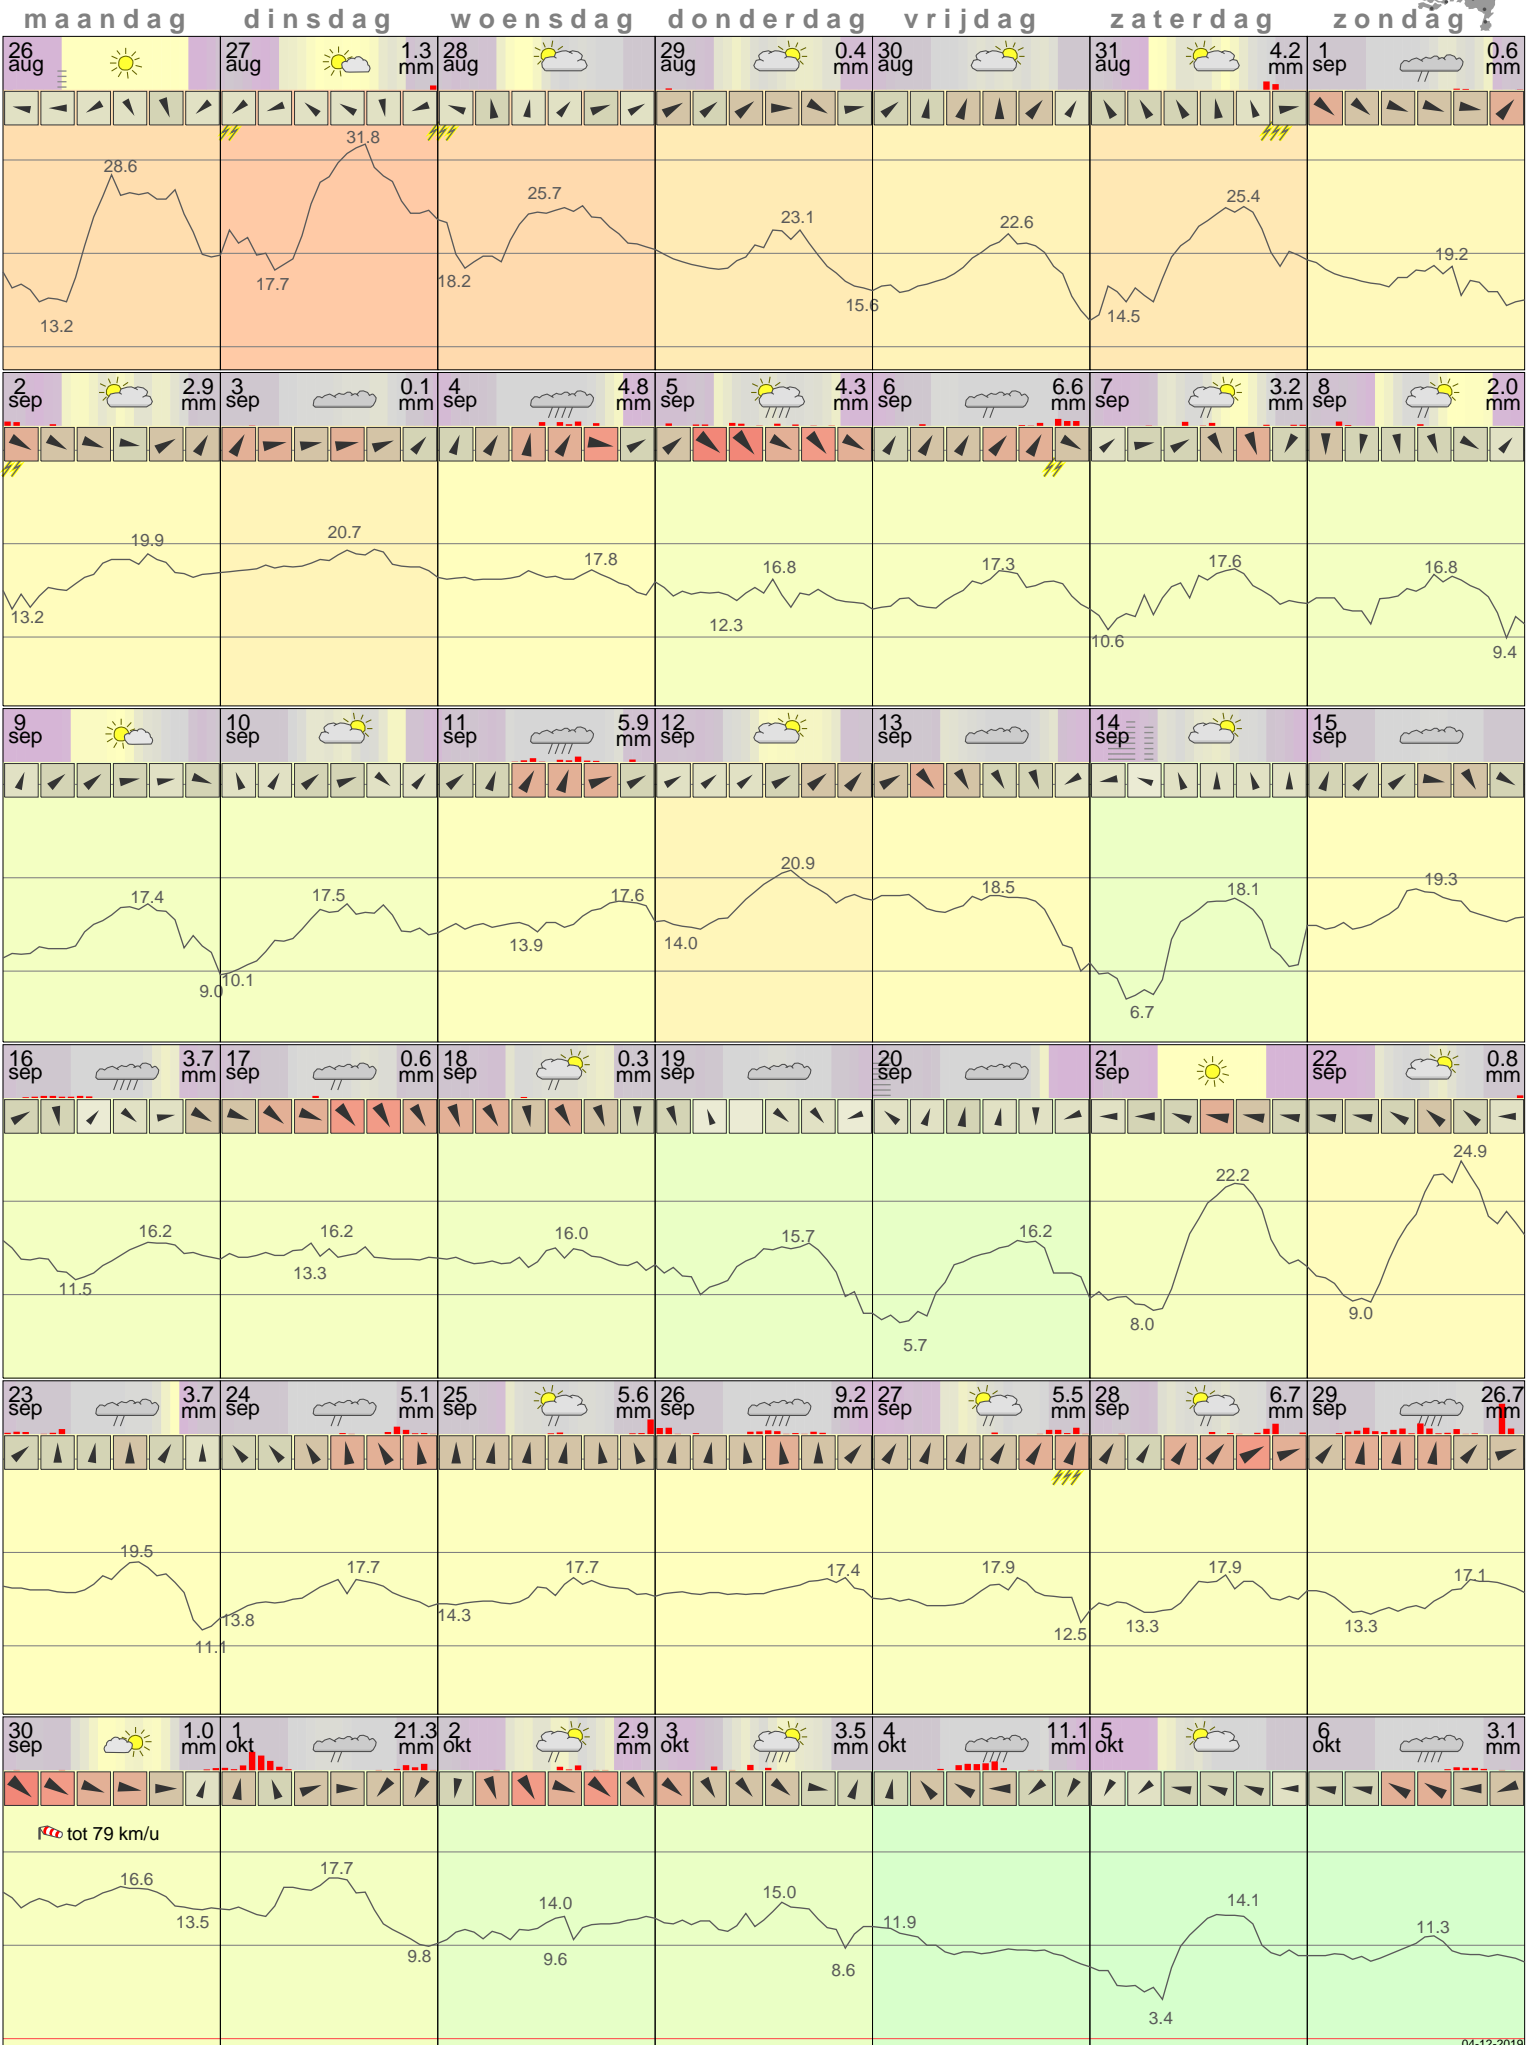 maandag dinsdag woensdag donderdag vrijdag zaterdag zondag
26 27 1.3 28 29 0.4 30 31 4.2 1 0.6
aug aug mm aug aug mm aug aug mm sep mm
31.8
28.6
25.7 25.4
23.1 22.6
19.2
17.7 18.2
15.6
13.2 14.5
2 2.9 3 0.1 4 4.8 5 4.3 6 6.6 7 3.2 8 2.0
sep mm sep mm sep mm sep mm sep mm sep mm sep mm
19.9 20.7
17.8 16.8 17.3 17.6 16.8
13.2 12.3
10.6 9.4
9 10 11 5.9 12 13 14 15
sep sep sep mm sep sep sep sep
20.9
17.4 17.5 17.6 18.5 18.1 19.3
13.9 14.0
9.0 10.1
6.7
16 3.7 17 0.6 18 0.3 19 20 21 22 0.8
sep mm sep mm sep mm sep sep sep sep mm
24.9
22.2
16.2 16.2 16.0 15.7 16.2
11.5 13.3
5.7 8.0 9.0
23 3.7 24 5.1 25 5.6 26 9.2 27 5.5 28 6.7 29 26.7
sep mm sep mm sep mm sep mm sep mm sep mm sep mm
19.5
17.7 17.7 17.4 17.9 17.9 17.1
13.8 14.3
11.1 12.5 13.3 13.3
30 1.0 1 21.3 2 2.9 3 3.5 4 11.1 5 6 3.1
sep mm okt mm okt mm okt mm okt mm okt okt mm
tot 79 km/u
16.6 17.7
14.0 15.0 14.1
13.5 11.9 11.3
9.8 9.6 8.6
3.4
04-12-2019